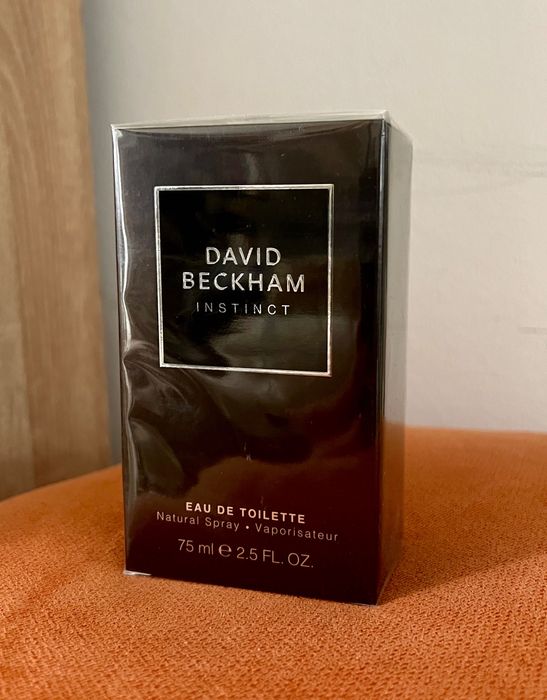 DAVID
BECKHAM
INSTINCT
EAU DE TOILETTE
Natural Spray • Vaporisateur
75 ml ℮ 2.5 FL. OZ.